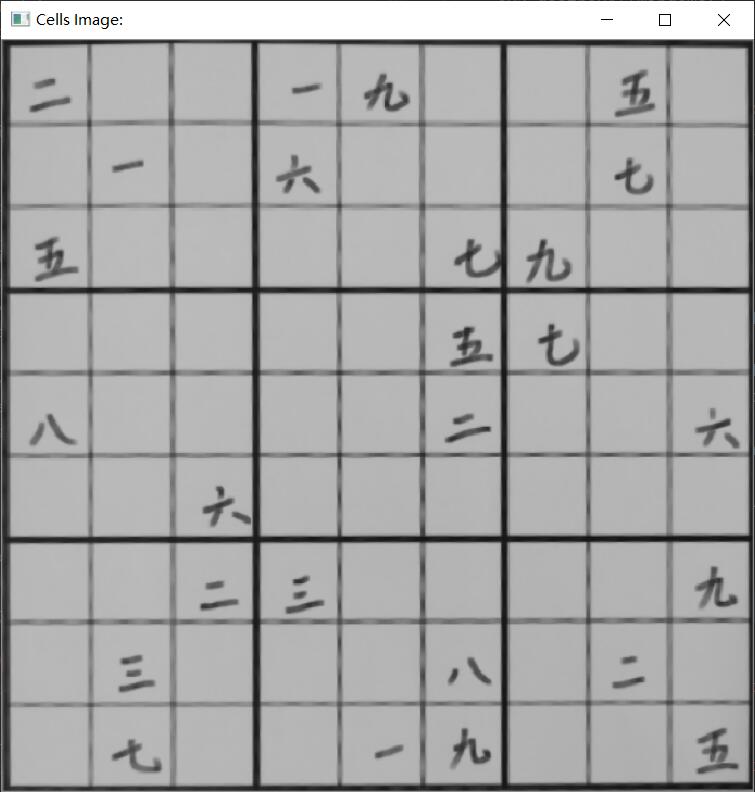 Cells Image:
二 一 九 五
一 六 七
五 七 九
五 七
八 二 六
六
二 三 九
三 八 二
七 一 九 五